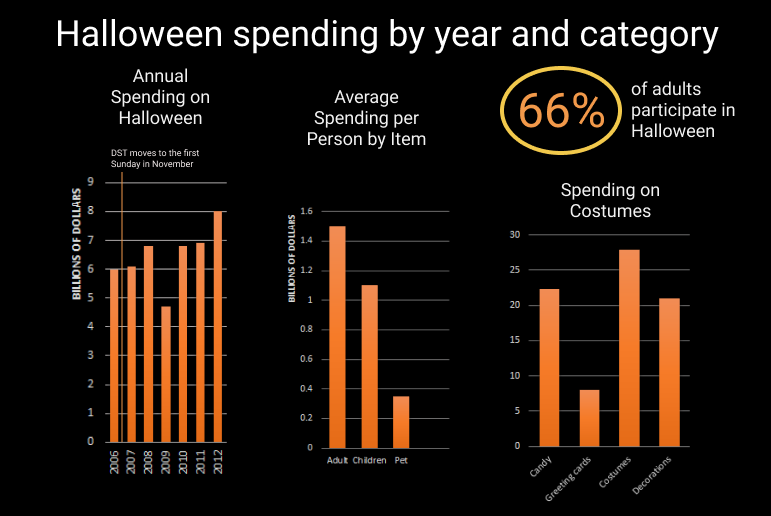 Halloween spending by year and category
Annual
Spending on
Halloween
DST moves to the first
Sunday in November
BILLIONS OF DOLLARS
9
8
7
6
5
4
3
2
1
0
2006
2007
2008
2009
2010
2011
2012
Average
Spending per
Person by Item
BILLIONS OF DOLLARS
1.6
1.4
1.2
1
0.8
0.6
0.4
0.2
0
Adult Children Pet
66%
of adults
participate in
Halloween
Spending on
Costumes
30
25
20
15
10
5
0
Candy
Greeting cards
Costumes
Decorations